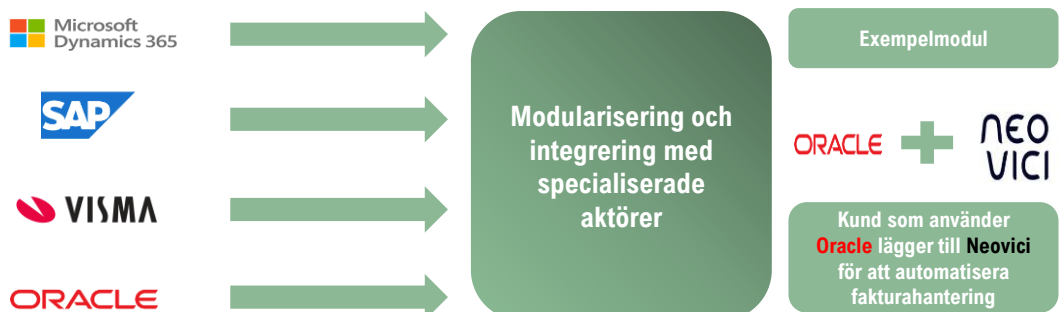 Microsoft
Dynamics 365
SAP
VISMA
ORACLE
Modularisering och
integrering med
specialiserade
aktörer
Exempelmodul
ORACLE
NEO
VICI
Kund som använder
Oracle lägger till Neovici
för att automatisera
fakturahantering